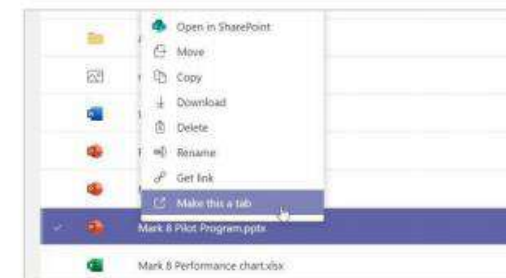 Open in SharePoint
Move
Copy
Download
Delete
Rename
Get link
Make this a tab
Mark 8 Pilot Program.pptx
Mark 8 Performance chart.xlsx